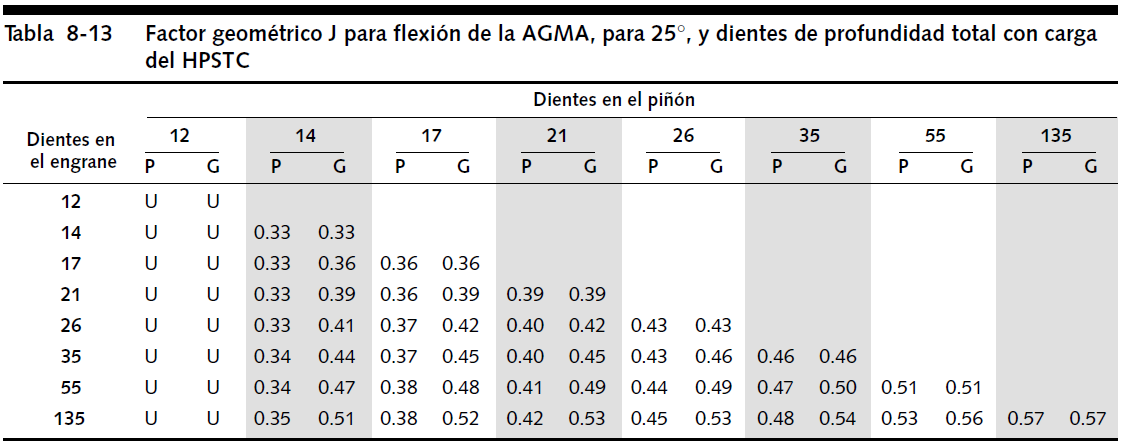 Tabla 8-13 Factor geométrico J para flexión de la AGMA, para 25°, y dientes de profundidad total con carga
del HPSTC
Dientes en el piñón
Dientes en
el engrane
12 14 17 21 26 35 55 135
P G P G P G P G P G P G P G P G
12 U U
14 U U 0.33 0.33
17 U U 0.33 0.36 0.36 0.36
21 U U 0.33 0.39 0.36 0.39 0.39 0.39
26 U U 0.33 0.41 0.37 0.42 0.40 0.42 0.43 0.43
35 U U 0.34 0.44 0.37 0.45 0.40 0.45 0.43 0.46 0.46 0.46
55 U U 0.34 0.47 0.38 0.48 0.41 0.49 0.44 0.49 0.47 0.50 0.51 0.51
135 U U 0.35 0.51 0.38 0.52 0.42 0.53 0.45 0.53 0.48 0.54 0.53 0.56 0.57 0.57